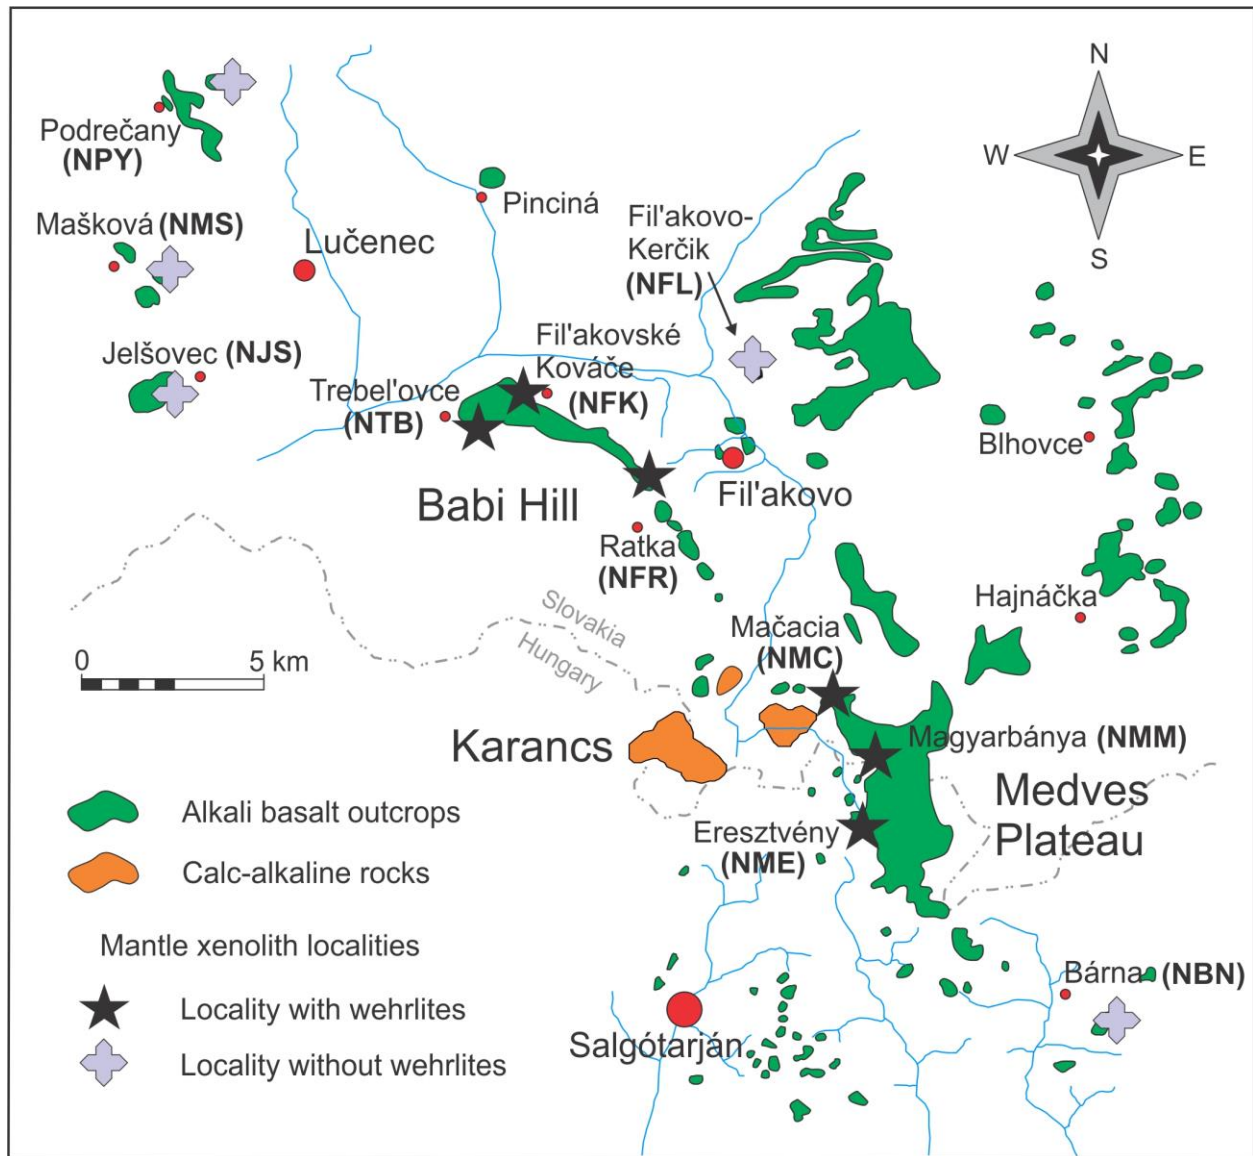 N
W
E
S
Podrečany
(NPY)
Mašková (NMS)
Lučenec
Pinciná
Fil'akovo-
Kerčik
(NFL)
Jelšovec (NJS)
Fil'akovské
Kováče
(NFK)
Trebel'ovce
(NTB)
Blhovce
Babi Hill
Fil'akovo
Ratka
(NFR)
Hajnáčka
Slovakia
Hungary
Mačacia
(NMC)
0
5 km
Karancs
Magyarbánya (NMM)
Medves
Plateau
Eresztvény
(NME)
Alkali basalt outcrops
Calc-alkaline rocks
Mantle xenolith localities
Locality with wehrlites
Locality without wehrlites
Bárna (NBN)
Salgótarján